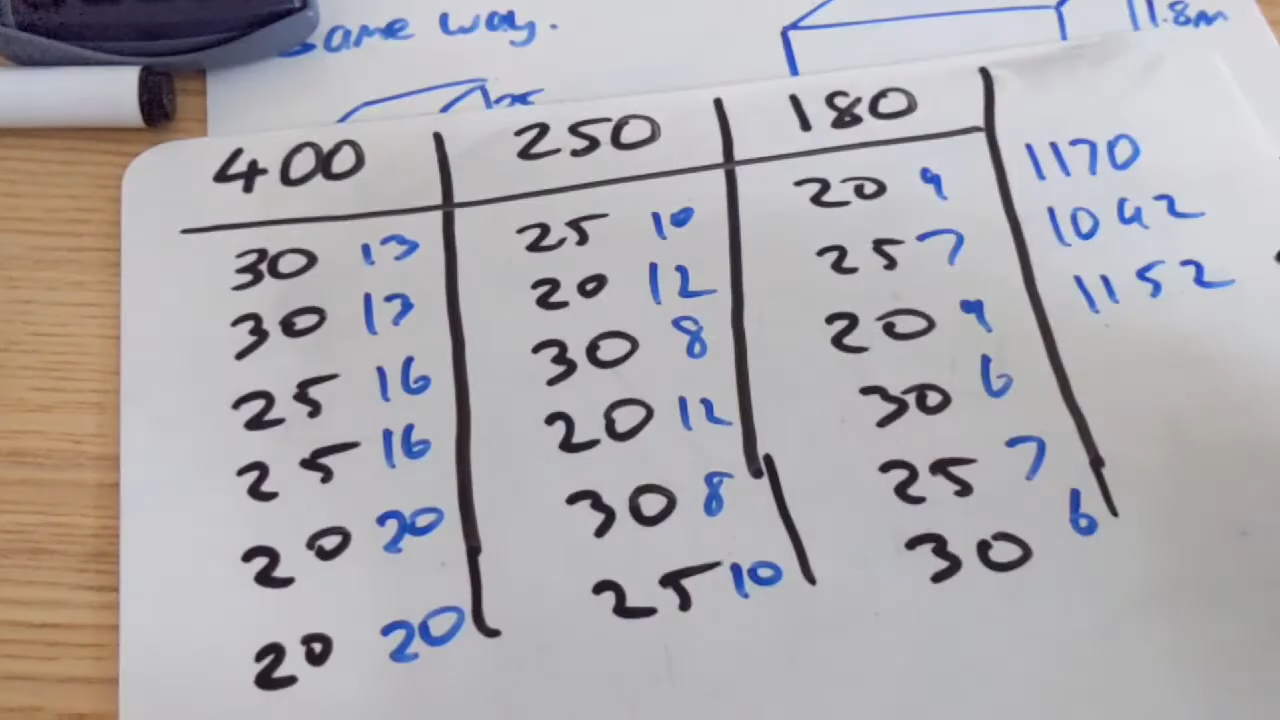 same way.
11.8m
400 250 180
30 13 25 10 20 9 1170
30 13 20 12 25 7 1092
25 16 30 8 20 9 1152
25 16 20 12 30 6
20 20 30 8 25 7
20 20 25 10 30 6